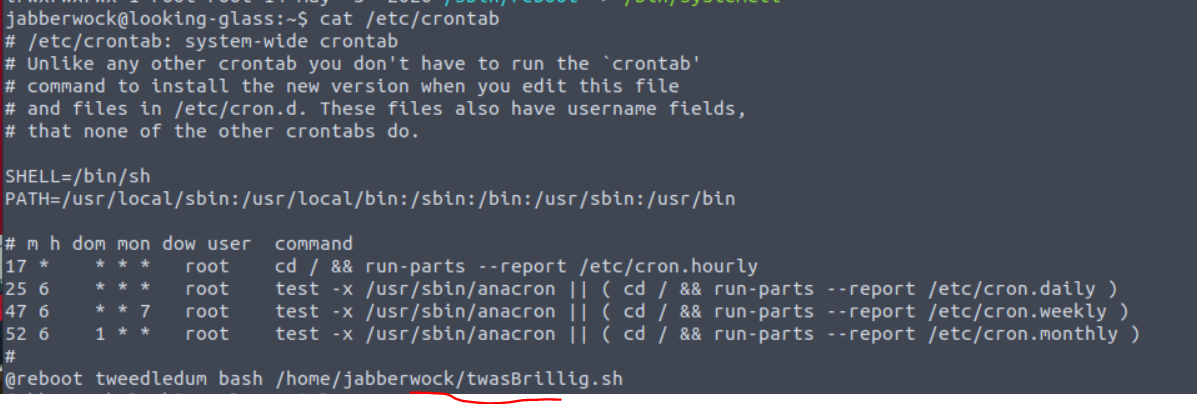 jabberwock@looking-glass:~$ cat /etc/crontab
# /etc/crontab: system-wide crontab
# Unlike any other crontab you don't have to run the `crontab'
# command to install the new version when you edit this file
# and files in /etc/cron.d. These files also have username fields,
# that none of the other crontabs do.
SHELL=/bin/sh
PATH=/usr/local/sbin:/usr/local/bin:/sbin:/bin:/usr/sbin:/usr/bin
# m h dom mon dow user  command
17 *    * * *   root    cd / && run-parts --report /etc/cron.hourly
25 6    * * *   root    test -x /usr/sbin/anacron || ( cd / && run-parts --report /etc/cron.daily )
47 6    * * 7   root    test -x /usr/sbin/anacron || ( cd / && run-parts --report /etc/cron.weekly )
52 6    1 * *   root    test -x /usr/sbin/anacron || ( cd / && run-parts --report /etc/cron.monthly )
#
@reboot tweedledum bash /home/jabberwock/twasBrillig.sh